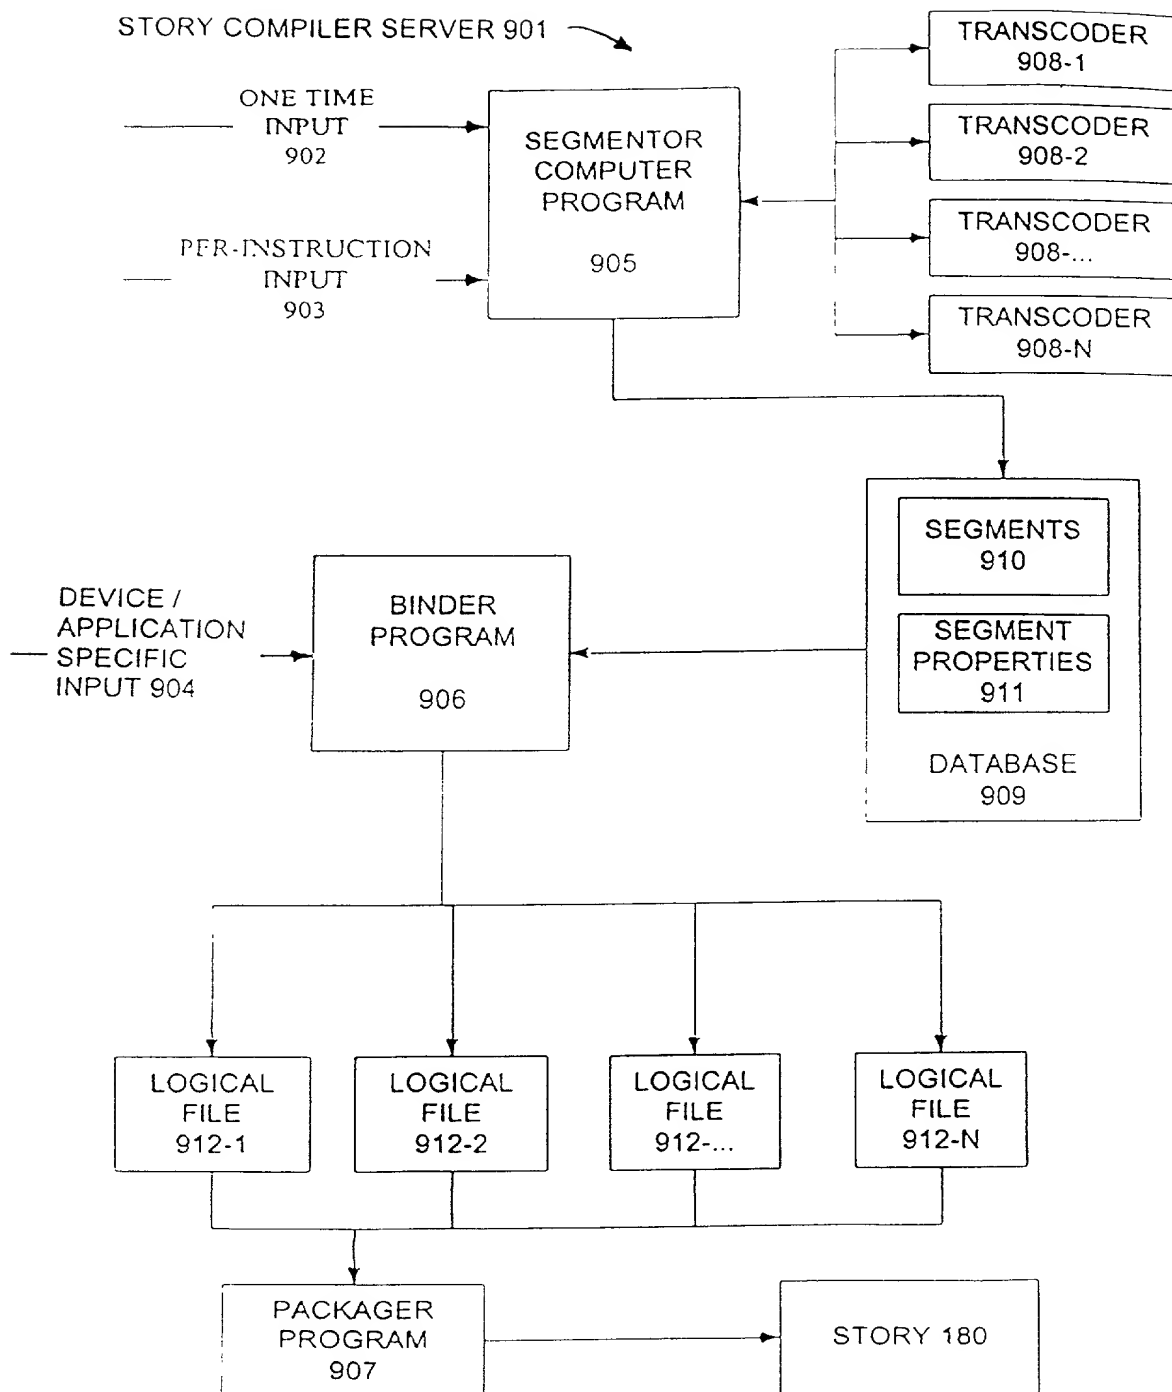 STORY COMPILER SERVER 901
ONE TIME
INPUT
902
PER-INSTRUCTION
INPUT
903
SEGMENTOR
COMPUTER
PROGRAM
905
TRANSCODER
908-1
TRANSCODER
908-2
TRANSCODER
908-...
TRANSCODER
908-N
SEGMENTS
910
SEGMENT
PROPERTIES
911
DATABASE
909
DEVICE /
APPLICATION
SPECIFIC
INPUT 904
BINDER
PROGRAM
906
LOGICAL
FILE
912-1
LOGICAL
FILE
912-2
LOGICAL
FILE
912-...
LOGICAL
FILE
912-N
PACKAGER
PROGRAM
907
STORY 180